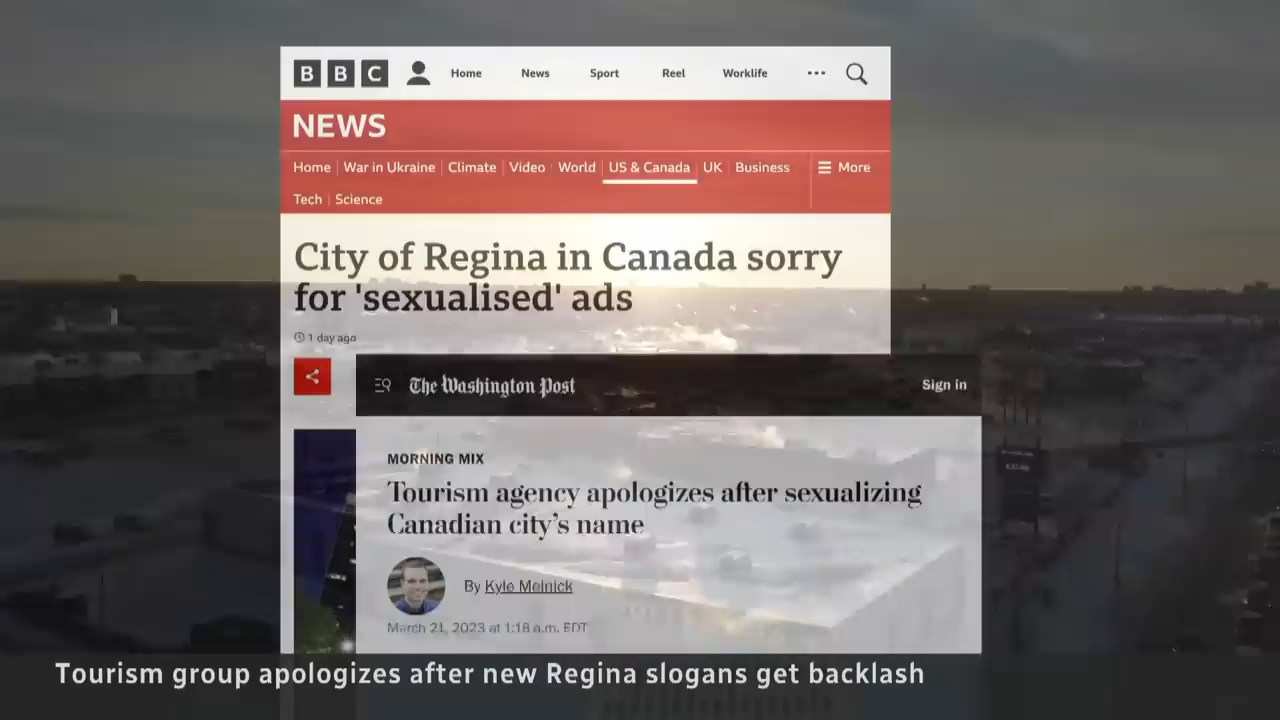 BBC Home News Sport Reel Worklife ...
NEWS
Home War in Ukraine Climate Video World US & Canada UK Business More
Tech Science
City of Regina in Canada sorry
for 'sexualised' ads
1 day ago
The Washington Post Sign in
MORNING MIX
Tourism agency apologizes after sexualizing
Canadian city's name
By Kyle Melnick
March 21, 2023 at 1:18 a.m. EDT
Tourism group apologizes after new Regina slogans get backlash